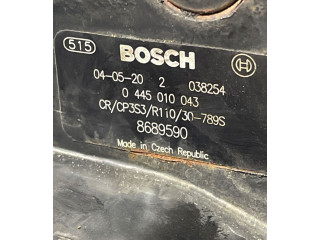 515 BOSCH
04-05-20 2 038254
0 445 010 043
CR/CP3S3/R110/30-789S
8689590
Made in Czech Republic